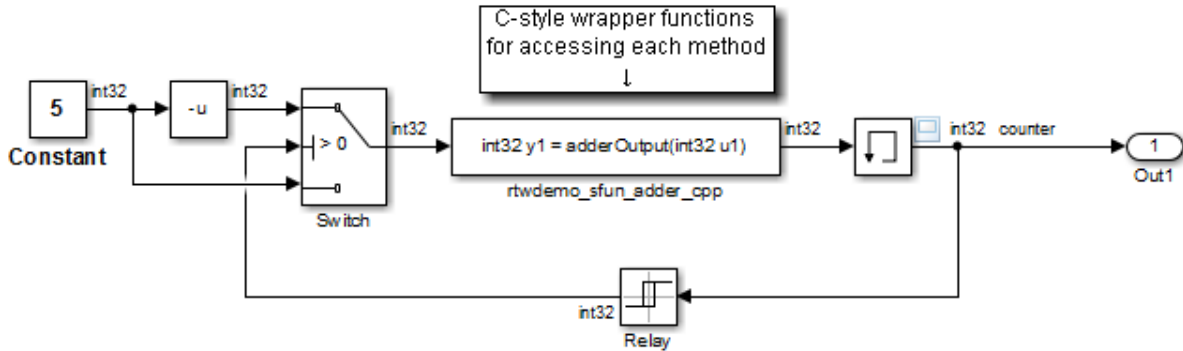 C-style wrapper functions
for accessing each method
↓
5
int32
Constant
-u
int32
> 0
Switch
int32
int32 y1 = adderOutput(int32 u1)
rtwdemo_sfun_adder_cpp
int32
int32 counter
1
Out1
int32
Relay